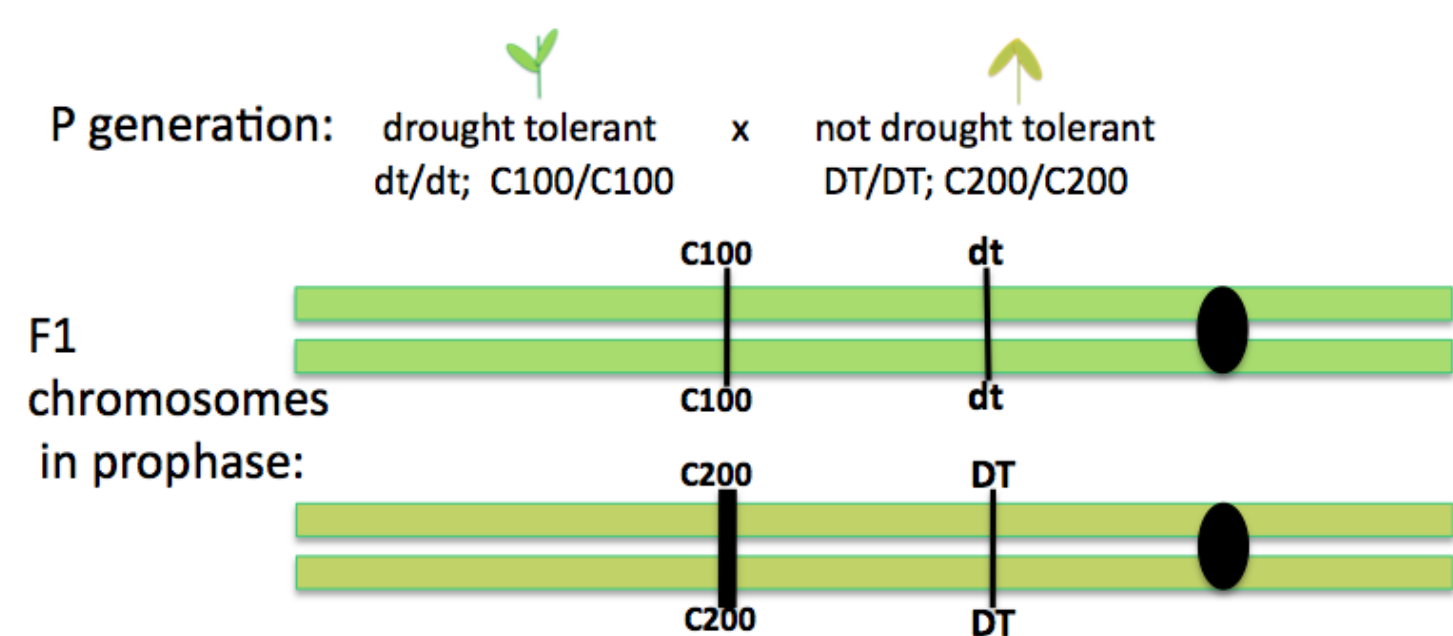 P generation: drought tolerant x not drought tolerant
dt/dt; C100/C100 DT/DT; C200/C200
C100 dt
F1
chromosomes
in prophase:
C100 dt
C200 DT
C200 DT